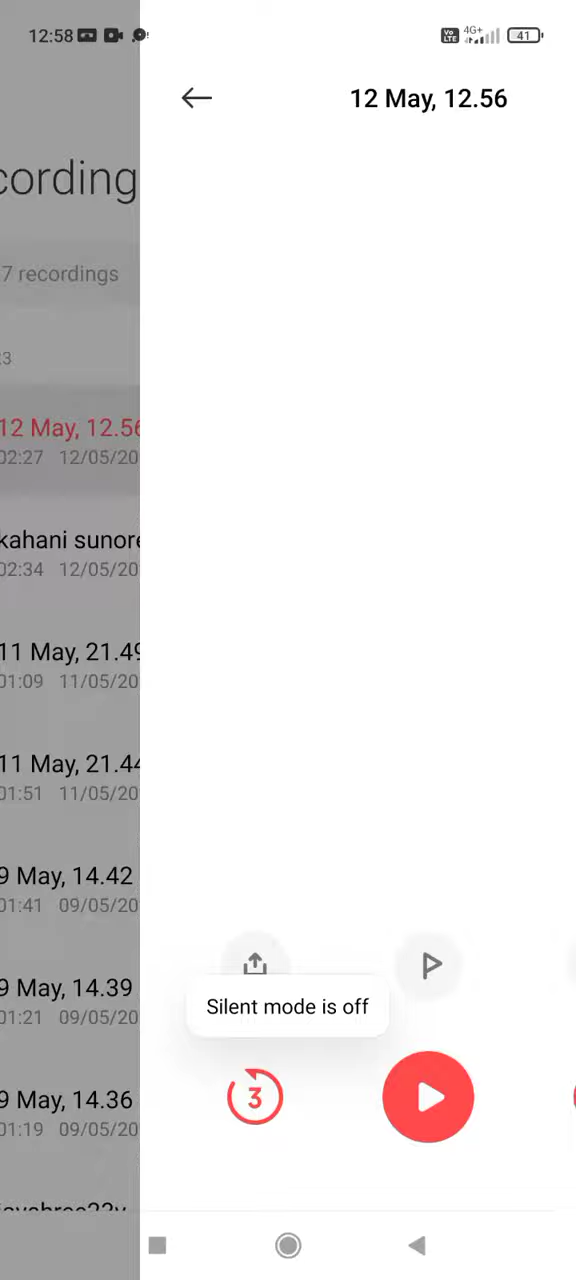 12:58
Vo LTE 4G+ 41
12 May, 12.56
cording
7 recordings
23
12 May, 12.56
02:27 12/05/20
kahani sunore
02:34 12/05/20
11 May, 21.49
01:09 11/05/20
11 May, 21.44
01:51 11/05/20
9 May, 14.42
01:41 09/05/20
9 May, 14.39
01:21 09/05/20
9 May, 14.36
01:19 09/05/20
Silent mode is off
3